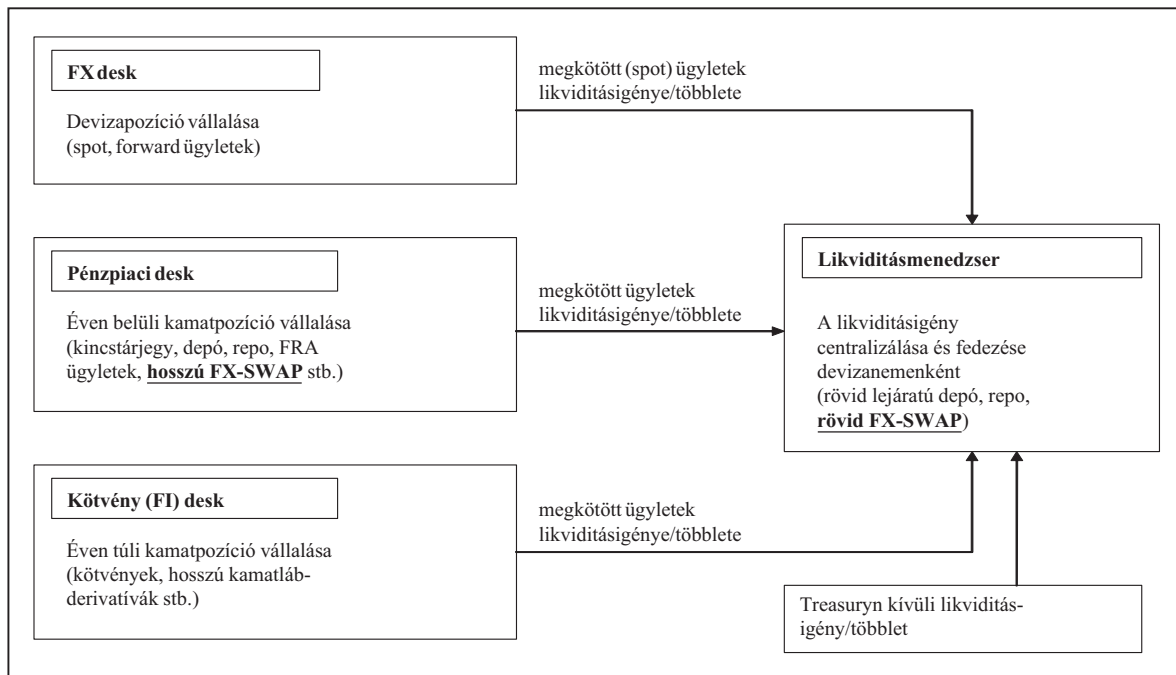 FX desk
Devizapozíció vállalása
(spot, forward ügyletek)
megkötött (spot) ügyletek
likviditásigénye/többlete
Pénzpiaci desk
Éven belüli kamatpozíció vállalása
(kincstárjegy, depó, repo, FRA
ügyletek, hosszú FX-SWAP stb.)
megkötött ügyletek
likviditásigénye/többlete
Likviditásmenedzser
A likviditásigény
centralizálása és fedezése
devizanemenként
(rövid lejáratú depó, repo,
rövid FX-SWAP)
Kötvény (FI) desk
Éven túli kamatpozíció vállalása
(kötvények, hosszú kamatláb-
derivatívák stb.)
megkötött ügyletek
likviditásigénye/többlete
Treasuryn kívüli likviditás-
igény/többlet